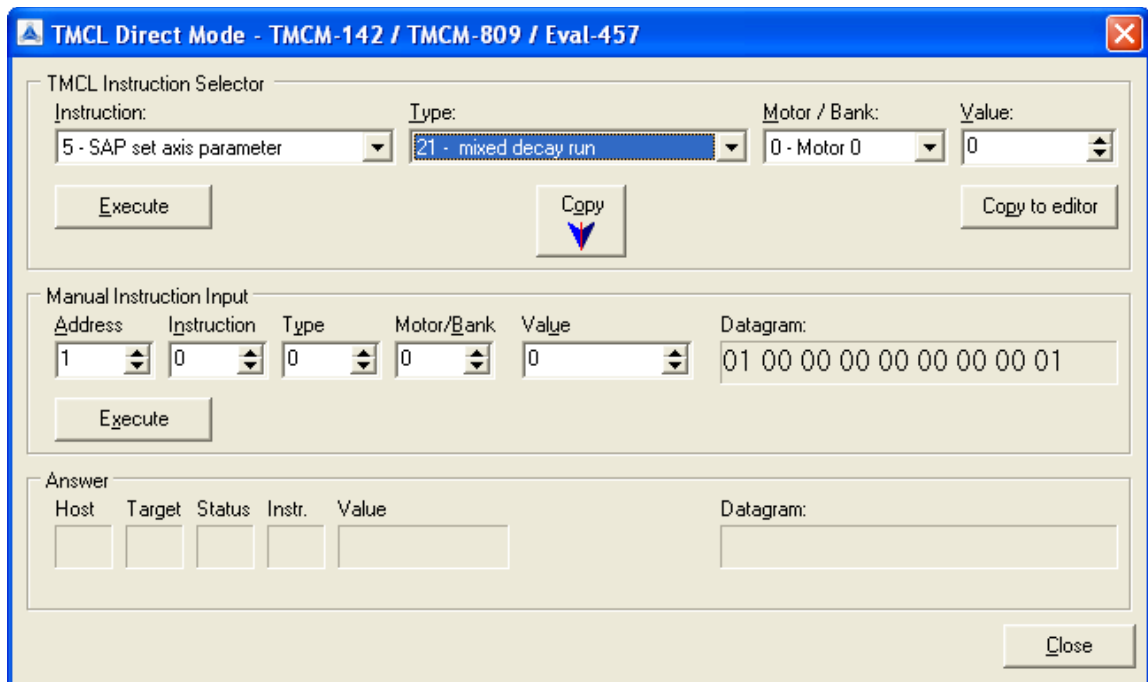 TMCL Direct Mode - TMCM-142 / TMCM-809 / Eval-457
TMCL Instruction Selector
Instruction: Type: Motor / Bank: Value:
5 - SAP set axis parameter 21 - mixed decay run 0 - Motor 0 0
Execute Copy Copy to editor
Manual Instruction Input
Address Instruction Type Motor/Bank Value Datagram:
1 0 0 0 0 01 00 00 00 00 00 00 00 01
Execute
Answer
Host Target Status Instr. Value Datagram:
Close